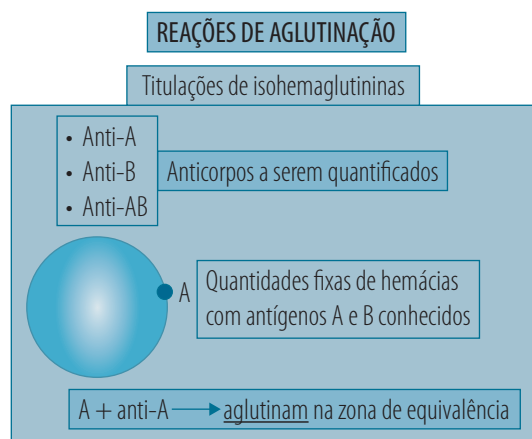 REAÇÕES DE AGLUTINAÇÃO
Titulações de isohemaglutininas
• Anti-A
• Anti-B
• Anti-AB
Anticorpos a serem quantificados
A
Quantidades fixas de hemácias
com antígenos A e B conhecidos
A + anti-A ⟶ aglutinam na zona de equivalência